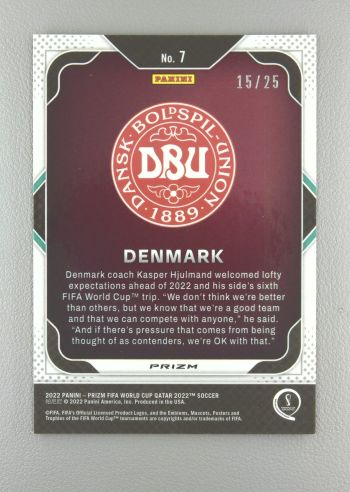 No. 7
PANINI
15/25
DANSK · BOLDSPIL-UNION
DBU
· 1889 ·
DENMARK
Denmark coach Kasper Hjulmand welcomed lofty
expectations ahead of 2022 and his side's sixth
FIFA World Cup™ trip. "We don't think we're better
than others, but we know that we're a good team
and that we can compete with anyone," he said.
"And if there's pressure that comes from being
thought of as contenders, we're OK with that."
PRIZM
2022 PANINI – PRIZM FIFA WORLD CUP QATAR 2022™ SOCCER
© 2022 Panini America, Inc. Produced in the USA.
©FIFA, FIFA's Official Licensed Product Logos, and the Emblems, Mascots, Posters and
Trophies of the FIFA World Cup™ tournaments are copyrights and/or trademarks of FIFA.